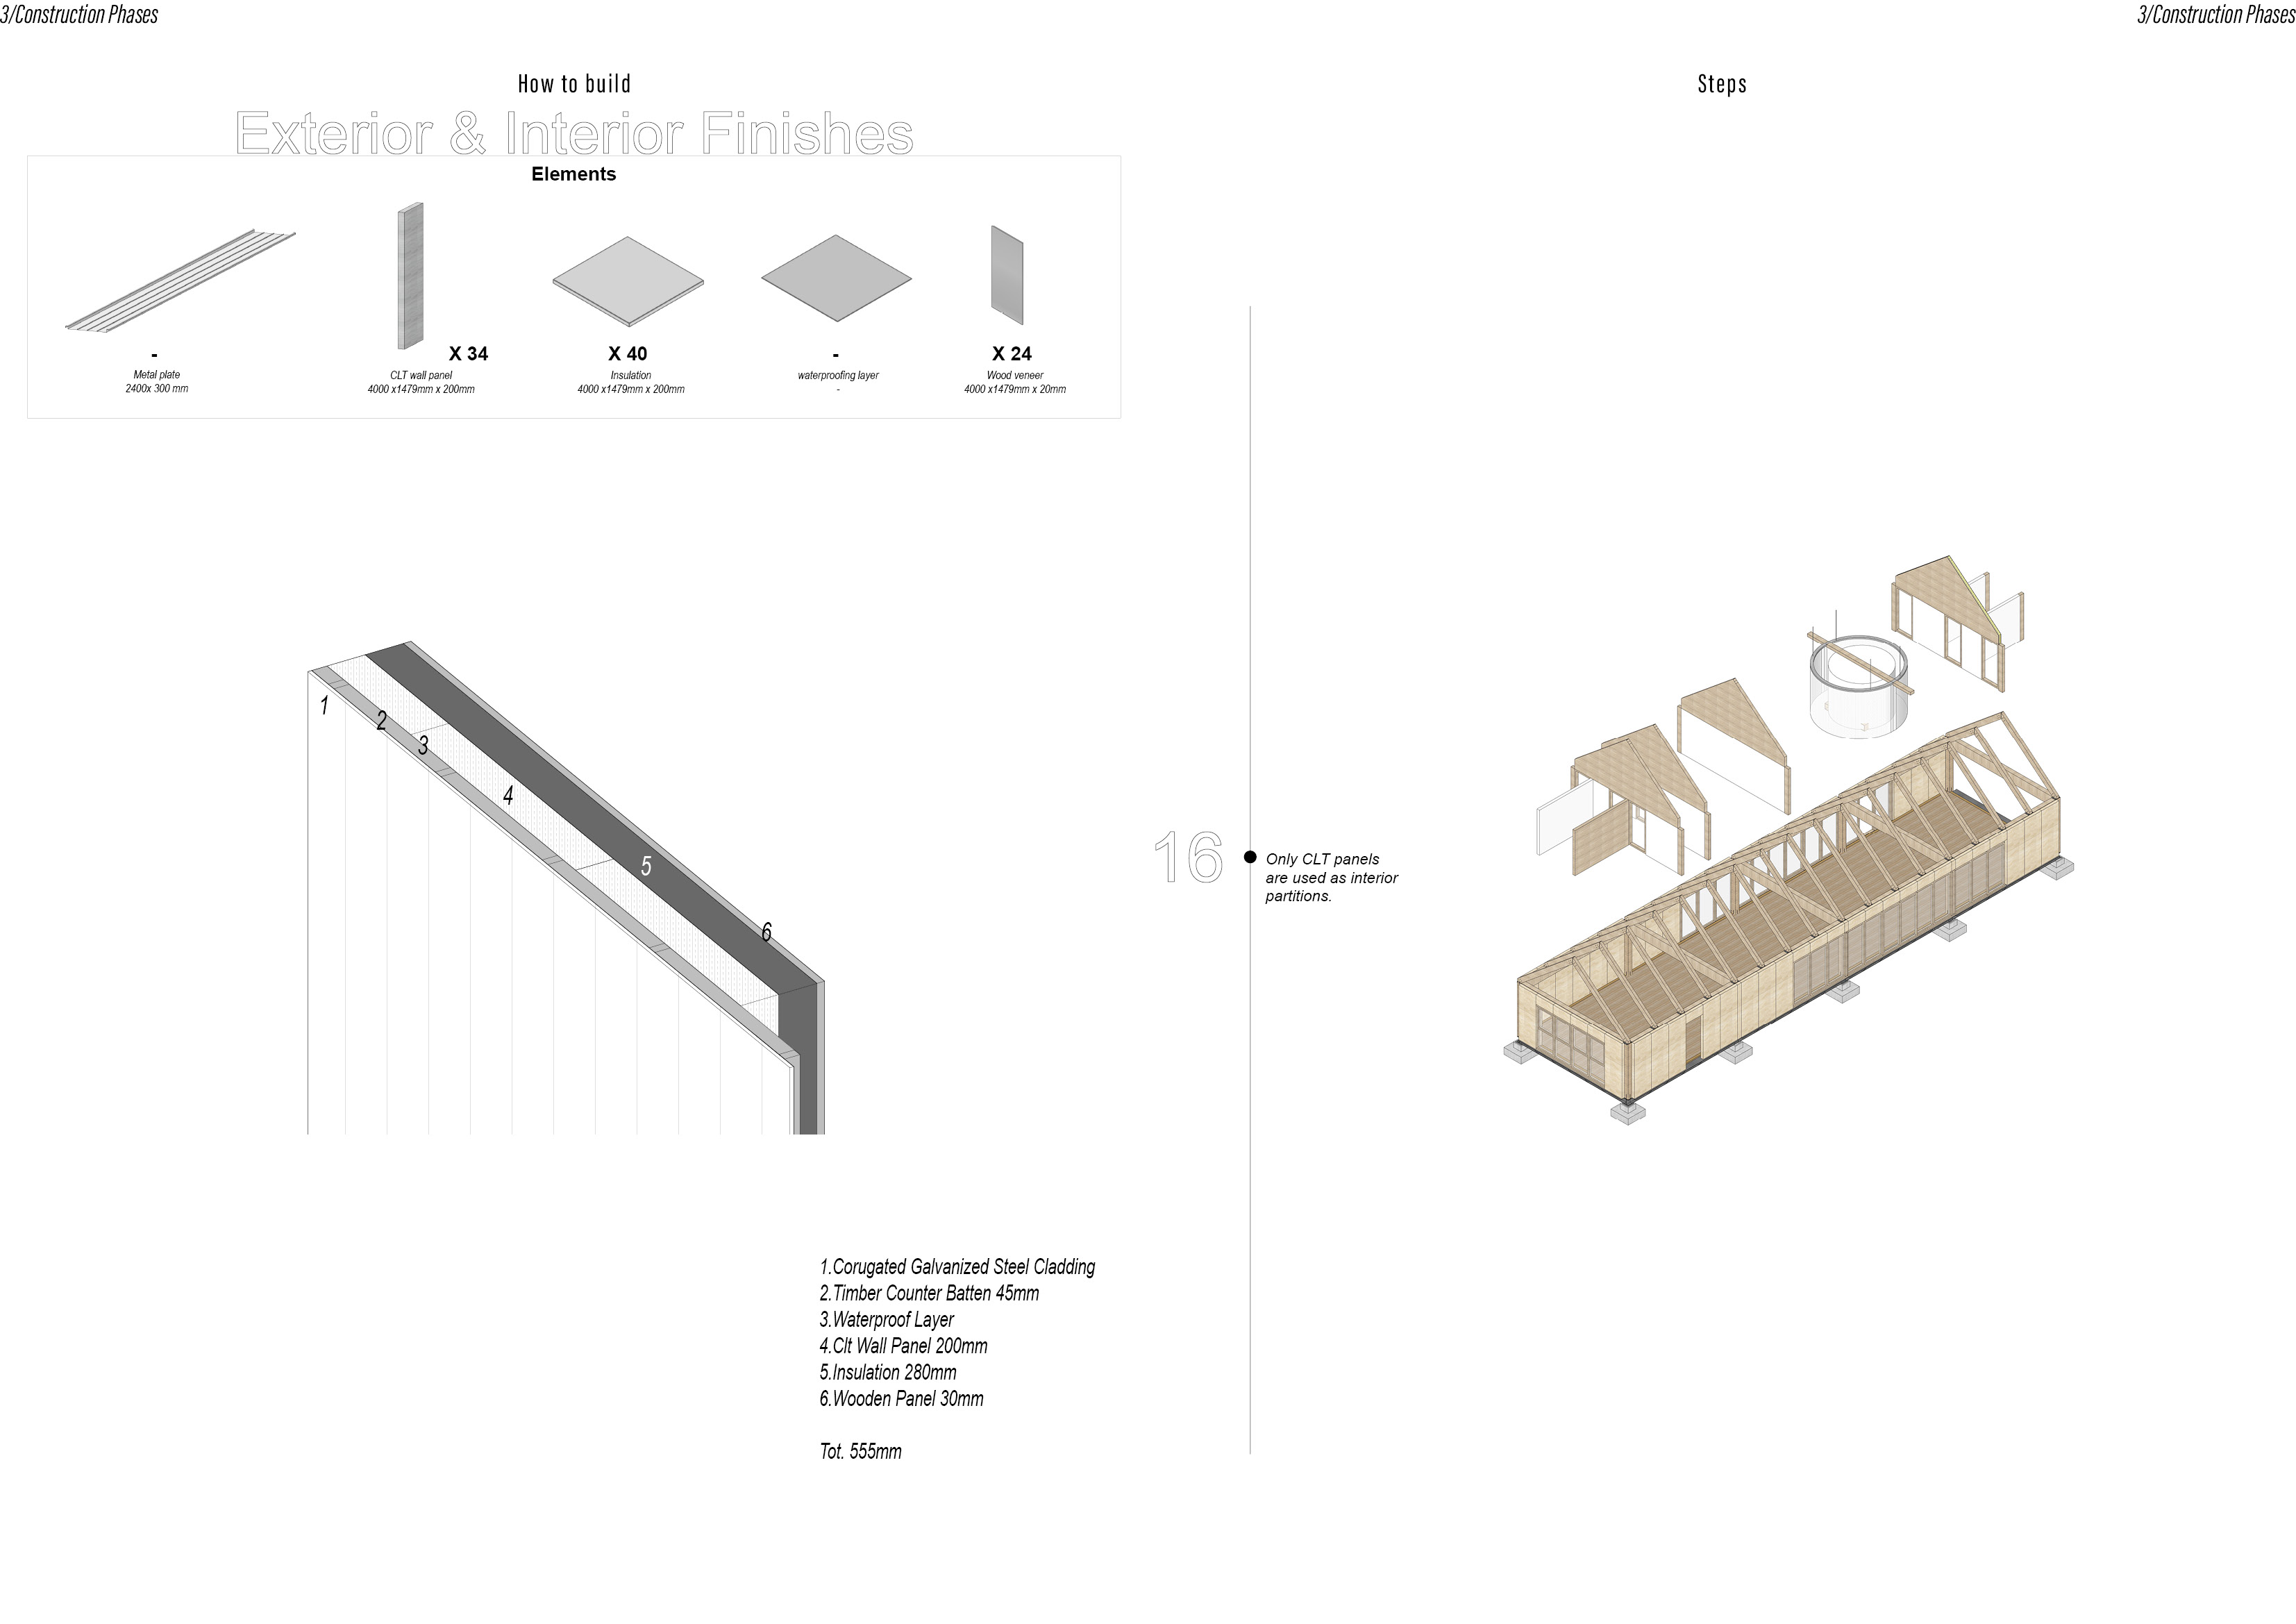 3/Construction Phases
3/Construction Phases
How to build
Exterior & Interior Finishes
Elements
-
Metal plate
2400x 300 mm
X 34
CLT wall panel
4000 x1479mm x 200mm
X 40
Insulation
4000 x1479mm x 200mm
-
waterproofing layer
-
X 24
Wood veneer
4000 x1479mm x 20mm
1
2
3
4
5
6
1.Corugated Galvanized Steel Cladding
2.Timber Counter Batten 45mm
3.Waterproof Layer
4.Clt Wall Panel 200mm
5.Insulation 280mm
6.Wooden Panel 30mm
Tot. 555mm
Steps
16
Only CLT panels
are used as interior
partitions.